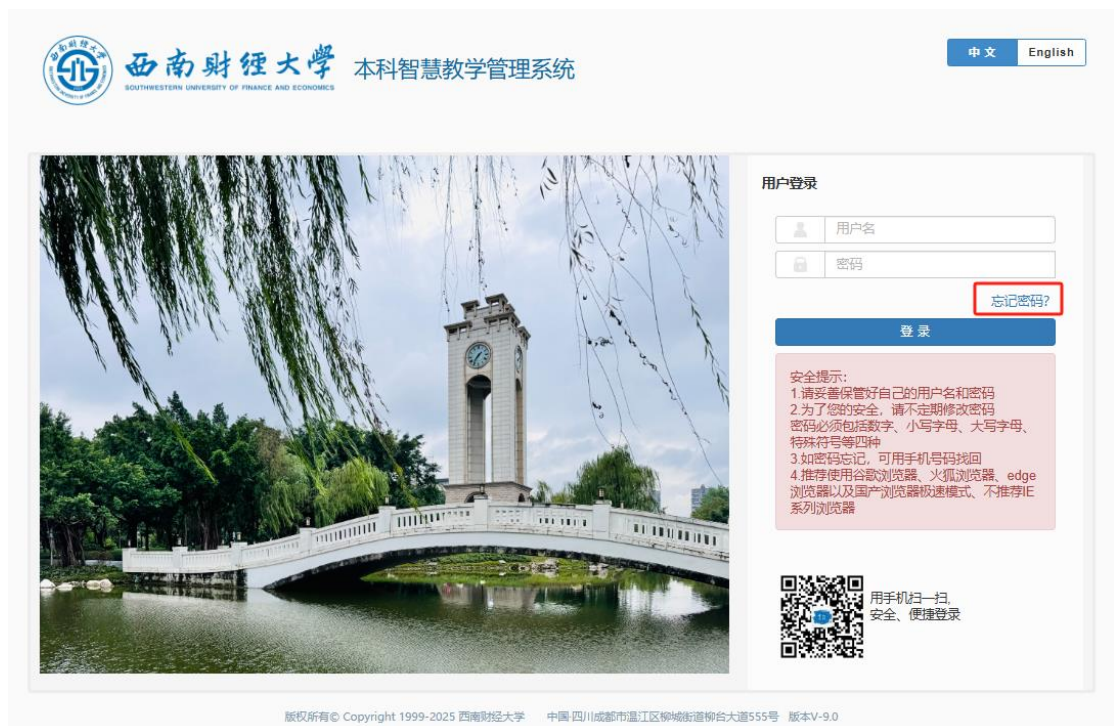 西南财经大学
SOUTHWESTERN UNIVERSITY OF FINANCE AND ECONOMICS
本科智慧教学管理系统
中文 English
用户登录
用户名
密码
忘记密码?
登 录
安全提示:
1.请妥善保管好自己的用户名和密码
2.为了您的安全，请不定期修改密码
密码必须包括数字、小写字母、大写字母、
特殊符号等四种
3.如密码忘记，可用手机号码找回
4.推荐使用谷歌浏览器、火狐浏览器、edge
浏览器以及国产浏览器极速模式、不推荐IE
系列浏览器
用手机扫一扫,
安全、便捷登录
版权所有© Copyright 1999-2025 西南财经大学 中国·四川成都市温江区柳城街道柳台大道555号 版本V-9.0